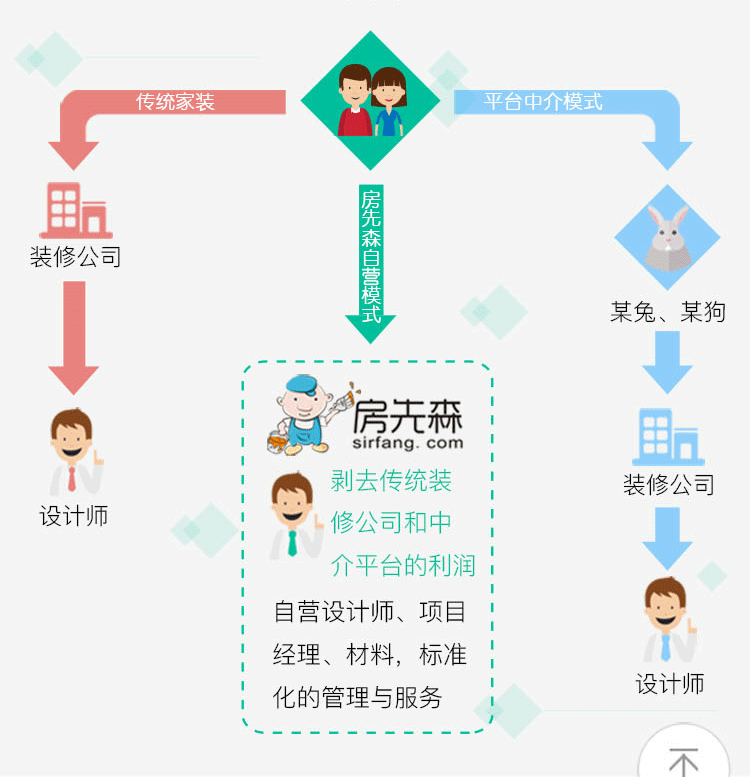 传统家装
平台中介模式
房先森自营模式
装修公司
某兔、某狗
房先森
sirfang. com
剥去传统装
修公司和中
介平台的利润
自营设计师、项目
经理、材料，标准
化的管理与服务
设计师
装修公司
设计师